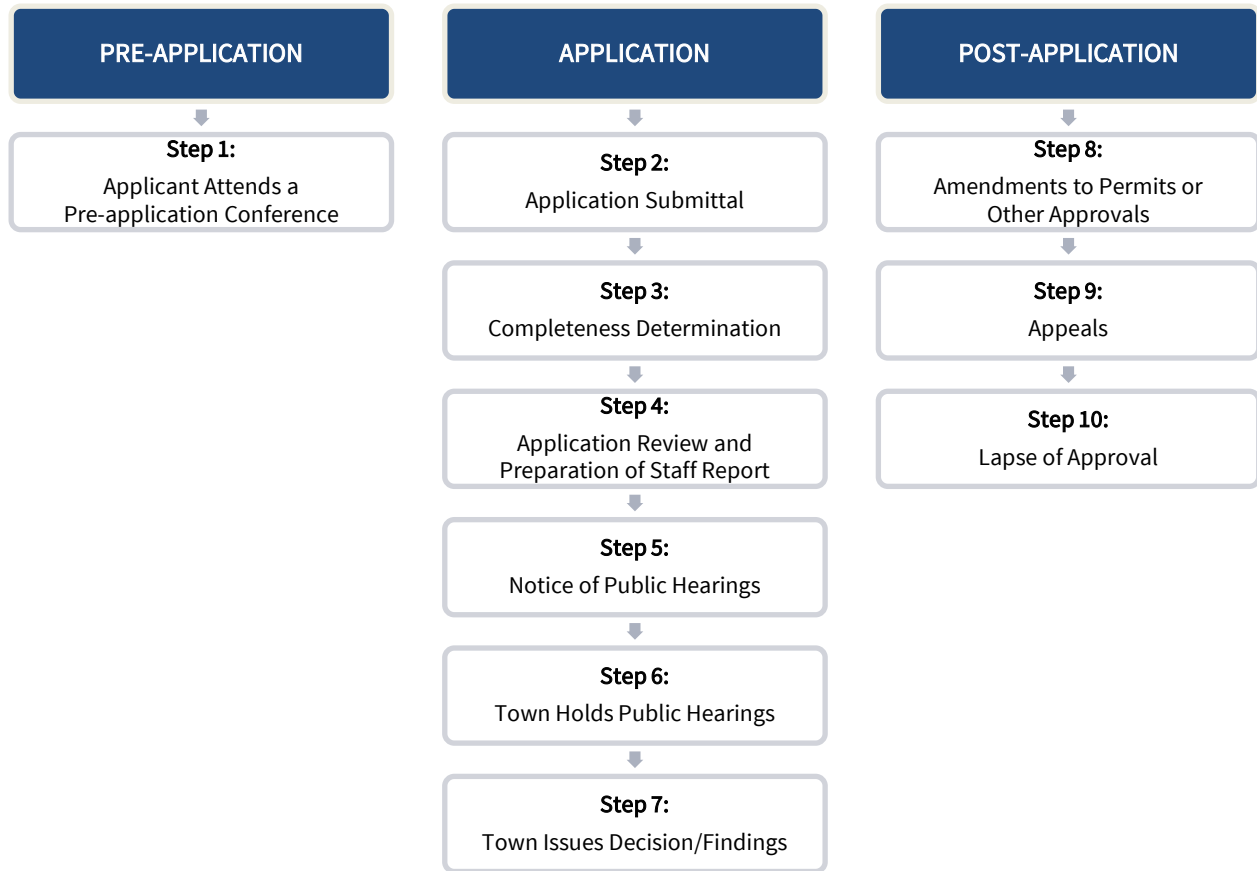 PRE-APPLICATION
Step 1:
Applicant Attends a
Pre-application Conference
APPLICATION
Step 2:
Application Submittal
Step 3:
Completeness Determination
Step 4:
Application Review and
Preparation of Staff Report
Step 5:
Notice of Public Hearings
Step 6:
Town Holds Public Hearings
Step 7:
Town Issues Decision/Findings
POST-APPLICATION
Step 8:
Amendments to Permits or
Other Approvals
Step 9:
Appeals
Step 10:
Lapse of Approval